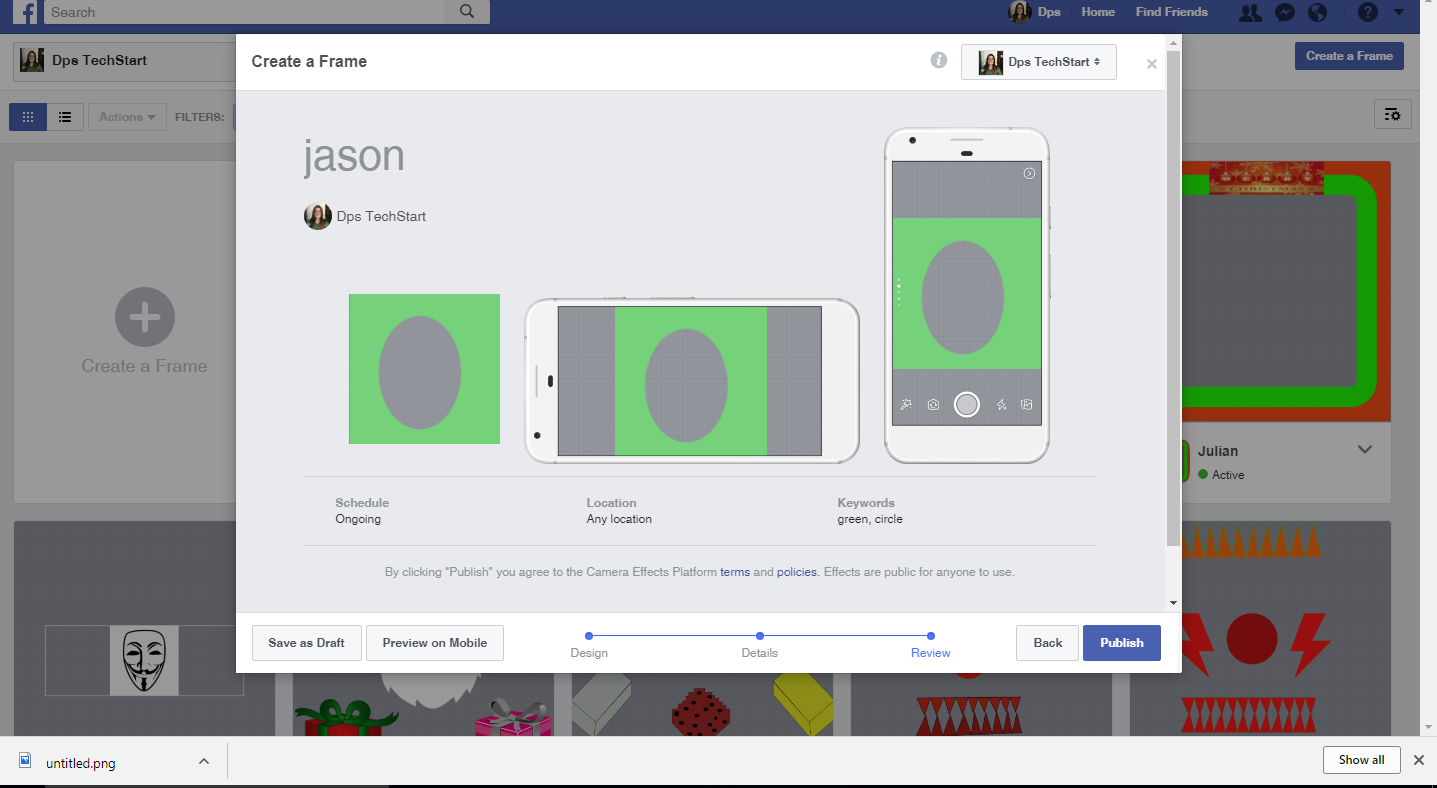 f Search
Dps Home Find Friends
Dps TechStart
Create a Frame
Actions FILTERS:
Create a Frame
Dps TechStart
jason
Dps TechStart
Schedule
Ongoing
Location
Any location
Keywords
green, circle
By clicking "Publish" you agree to the Camera Effects Platform terms and policies. Effects are public for anyone to use.
Save as Draft Preview on Mobile
Design Details Review
Back Publish
Create a Frame
MERRY
CHRISTMAS
Julian
Active
untitled.png
Show all